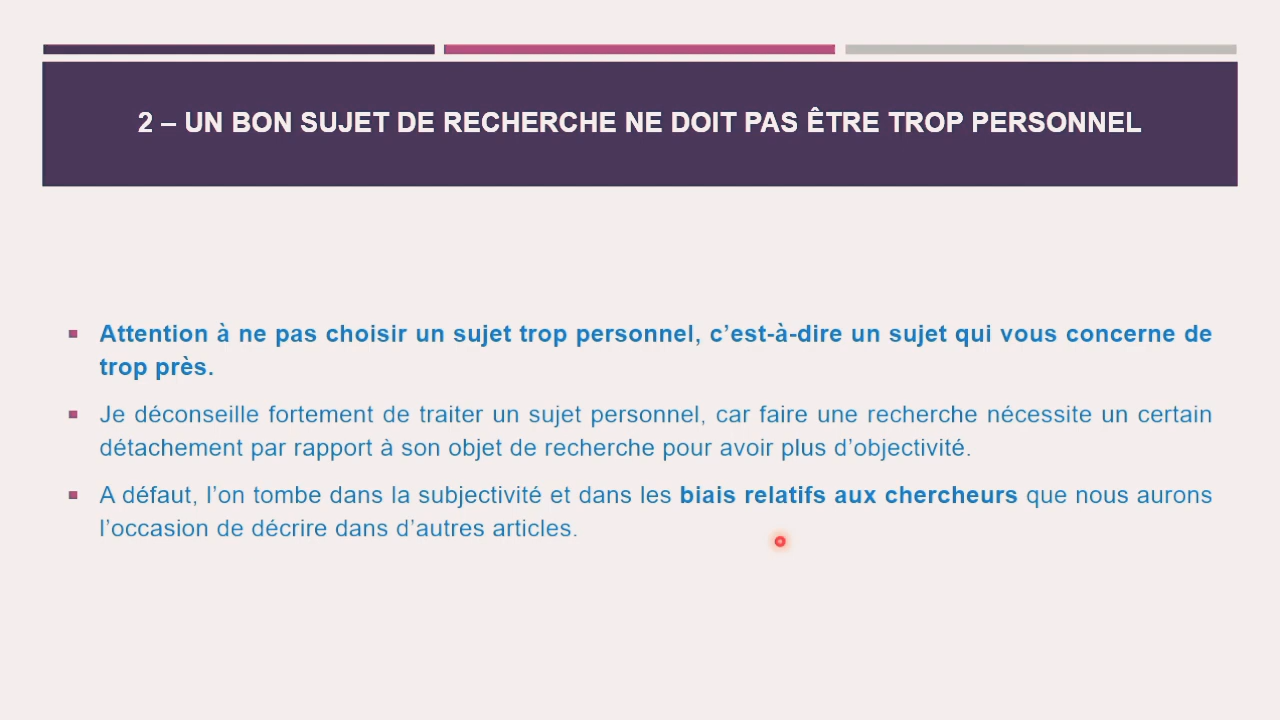 2 – UN BON SUJET DE RECHERCHE NE DOIT PAS ÊTRE TROP PERSONNEL
Attention à ne pas choisir un sujet trop personnel, c’est-à-dire un sujet qui vous concerne de
trop près.
Je déconseille fortement de traiter un sujet personnel, car faire une recherche nécessite un certain
détachement par rapport à son objet de recherche pour avoir plus d’objectivité.
A défaut, l’on tombe dans la subjectivité et dans les biais relatifs aux chercheurs que nous aurons
l’occasion de décrire dans d’autres articles.